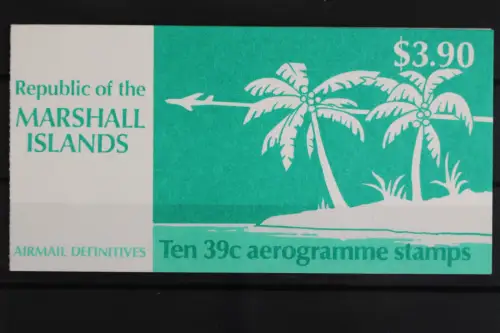 Republic of the
MARSHALL
ISLANDS
AIRMAIL DEFINITIVES
$3.90
Ten 39c aerogramme stamps